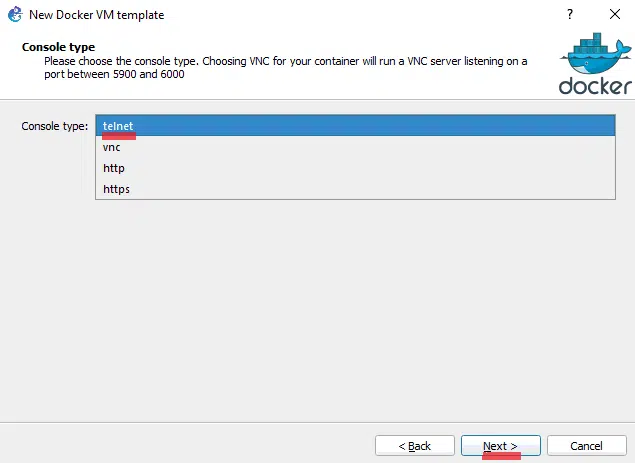 New Docker VM template
?
Console type
Please choose the console type. Choosing VNC for your container will run a VNC server listening on a
port between 5900 and 6000
docker
Console type:
telnet
vnc
http
https
< Back
Next >
Cancel